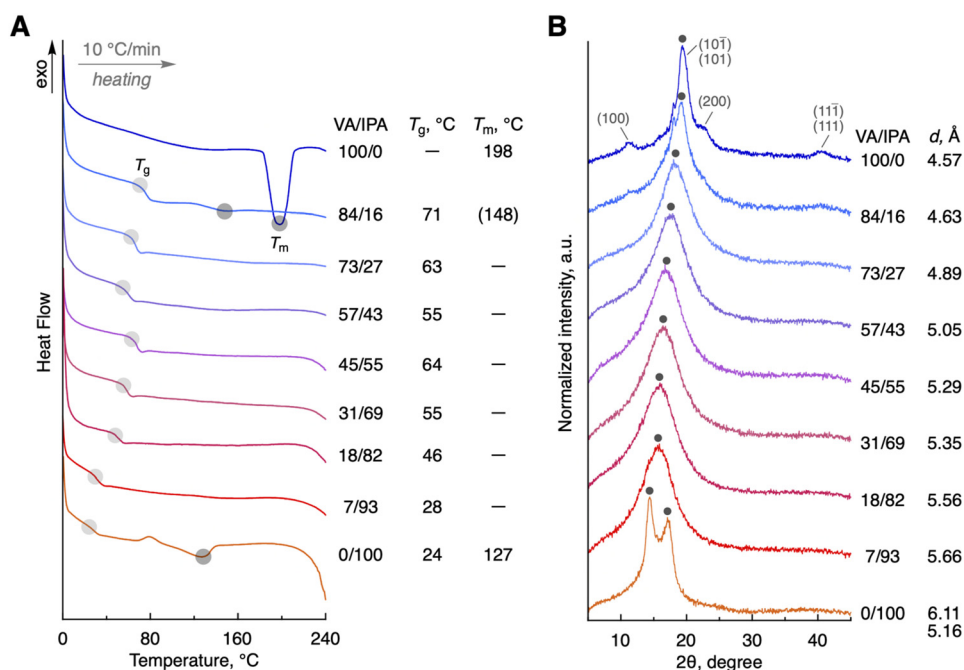 A
exo
10 °C/min
heating
Heat Flow
VA/IPA Tg, °C Tm, °C
100/0 — 198
84/16 71 (148)
73/27 63 —
57/43 55 —
45/55 64 —
31/69 55 —
18/82 46 —
7/93 28 —
0/100 24 127
Tg
Tm
0 80 160 240
Temperature, °C
B
Normalized intensity, a.u.
(101̄)
(101)
(100)
(200)
(111̄)
(111)
VA/IPA d, Å
100/0 4.57
84/16 4.63
73/27 4.89
57/43 5.05
45/55 5.29
31/69 5.35
18/82 5.56
7/93 5.66
0/100 6.11
5.16
10 20 30 40
2θ, degree